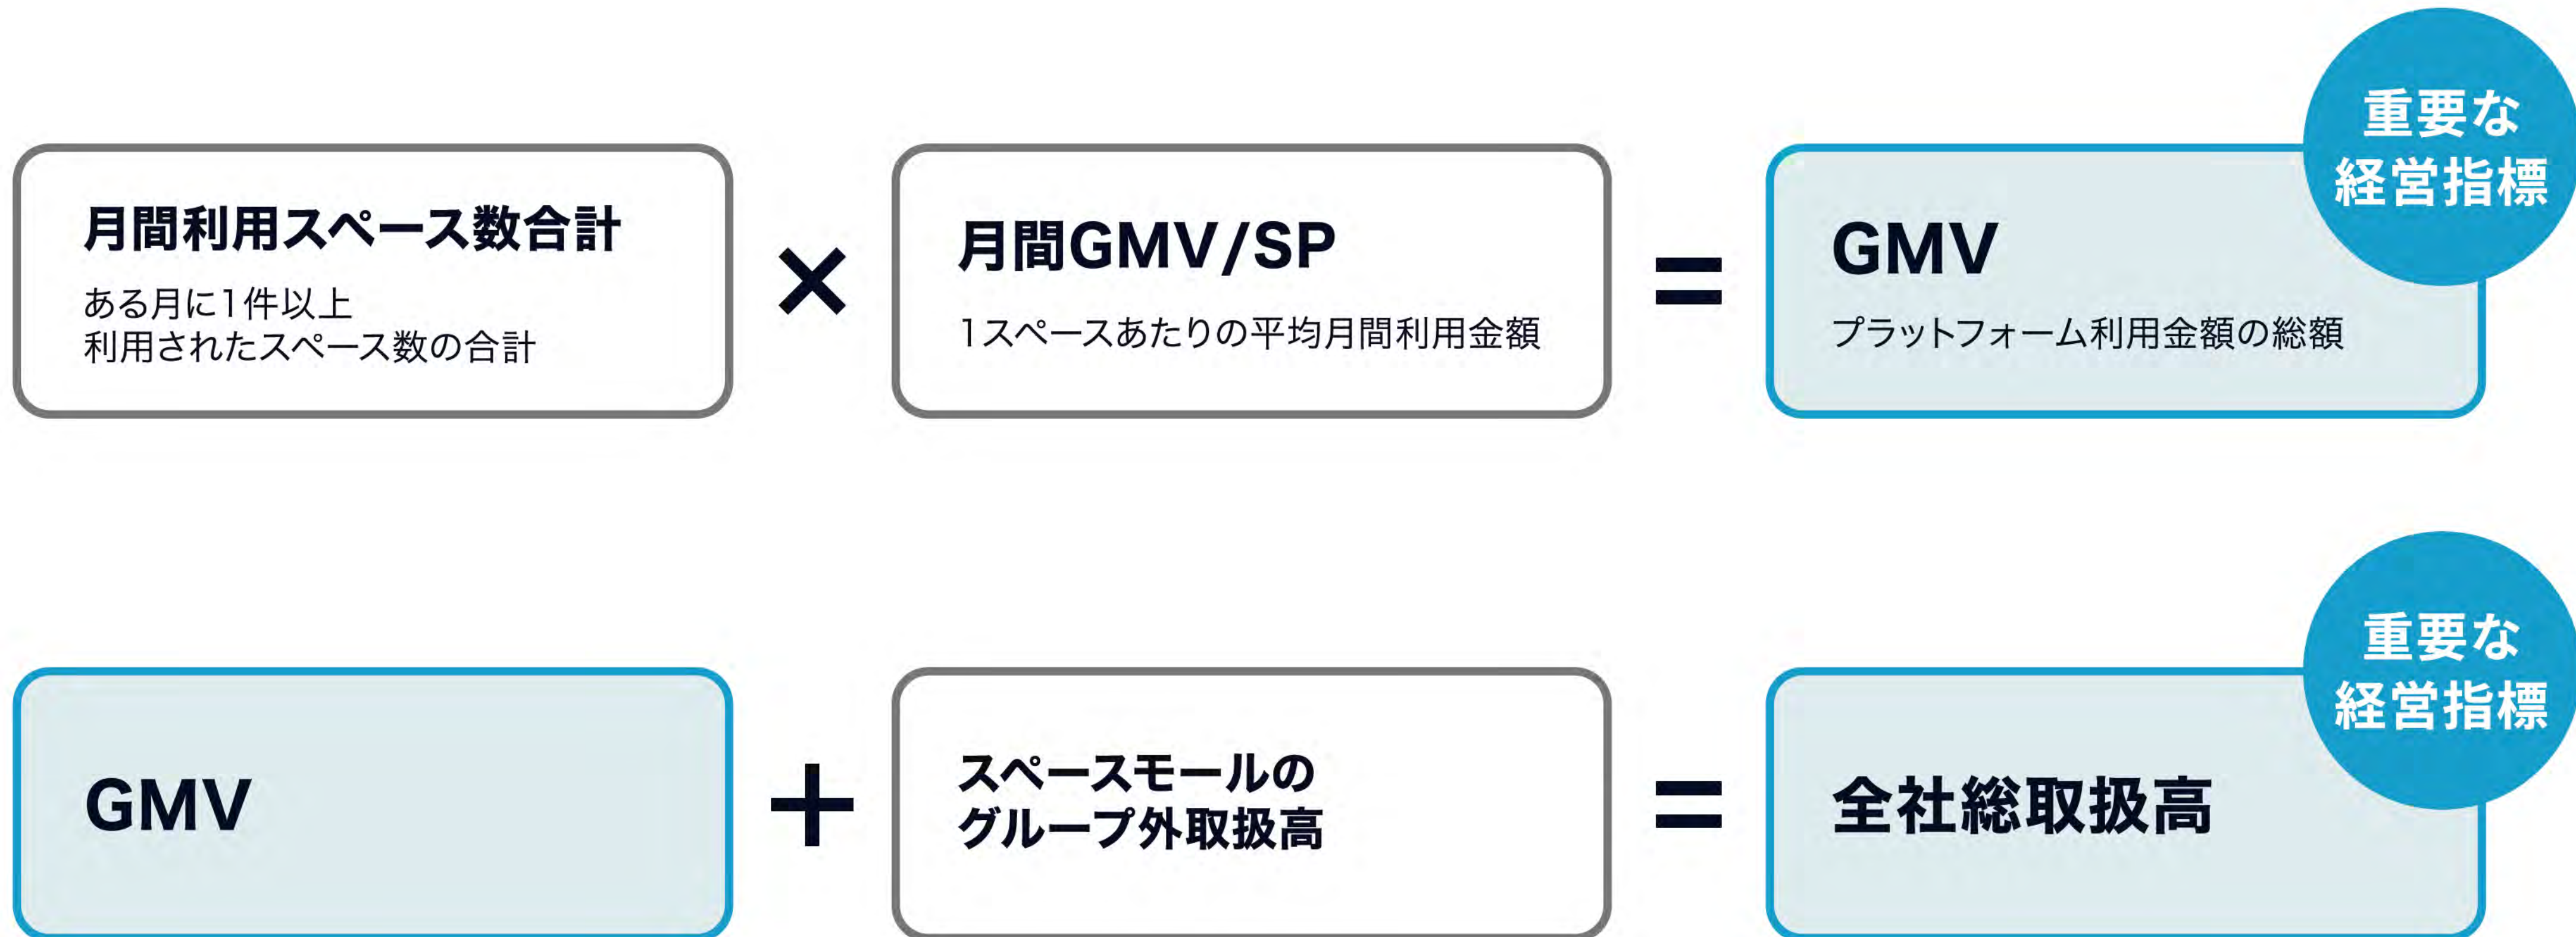 重要な
経営指標
月間利用スペース数合計
ある月に1件以上
利用されたスペース数の合計
×
月間GMV/SP
1スペースあたりの平均月間利用金額
=
GMV
プラットフォーム利用金額の総額
重要な
経営指標
GMV
+
スペースモールの
グループ外取扱高
=
全社総取扱高